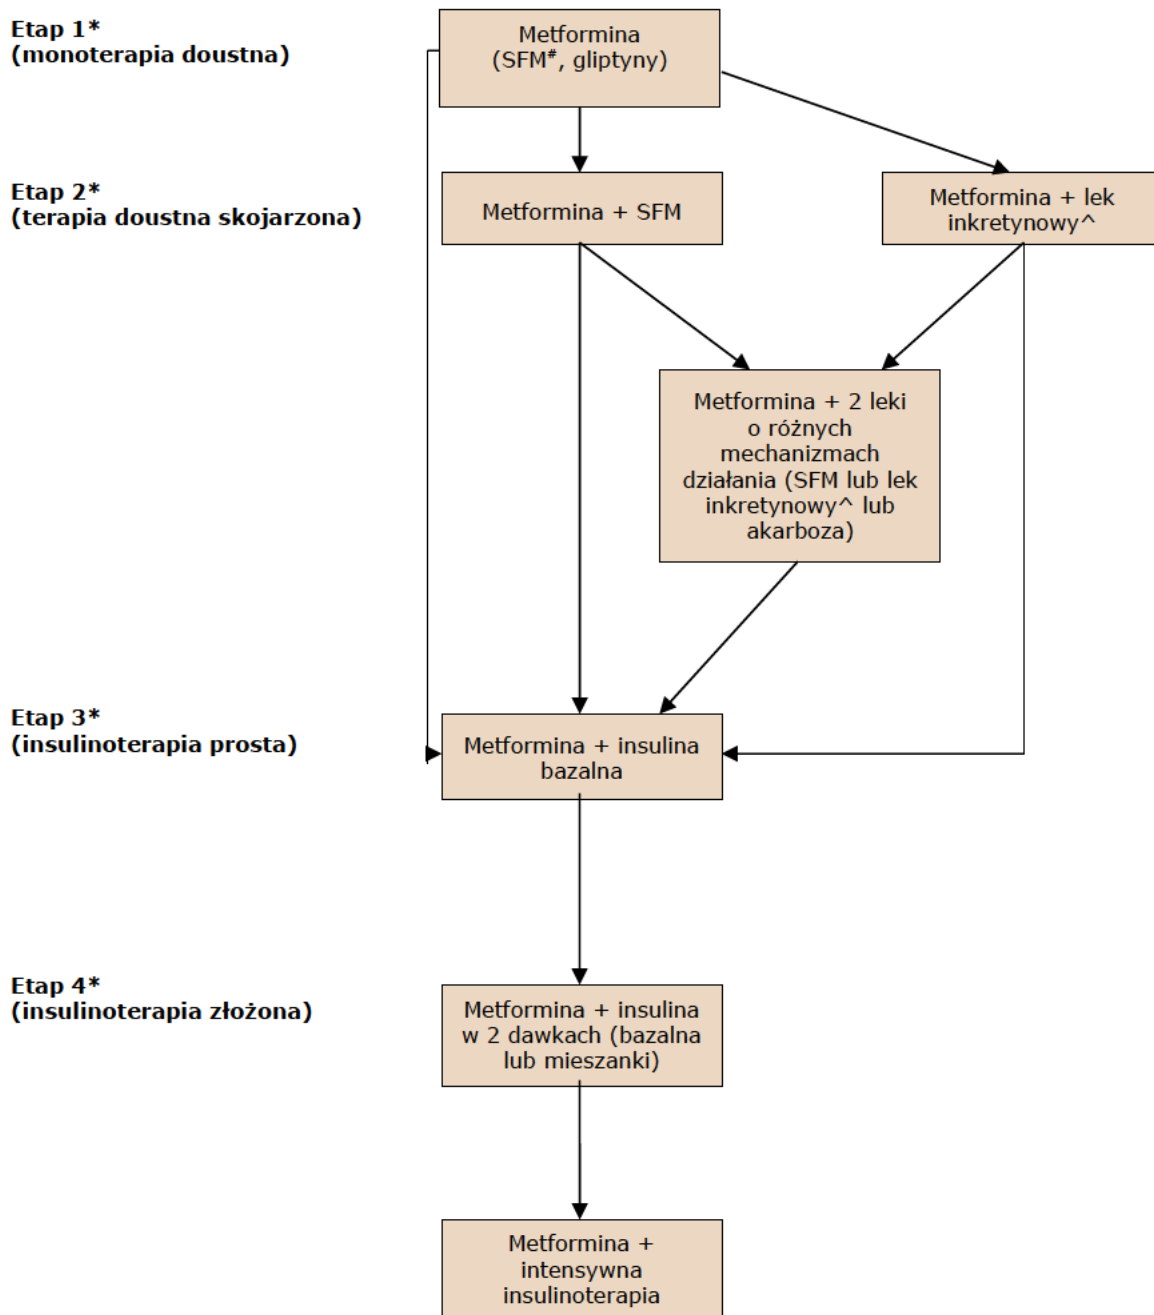 Etap 1*
(monoterapia doustna)
Metformina
(SFM#, gliptyny)
Etap 2*
(terapia doustna skojarzona)
Metformina + SFM
Metformina + lek
inkretynowy^
Metformina + 2 leki
o różnych
mechanizmach
działania (SFM lub lek
inkretynowy^ lub
akarboza)
Etap 3*
(insulinoterapia prosta)
Metformina + insulina
bazalna
Etap 4*
(insulinoterapia złożona)
Metformina + insulina
w 2 dawkach (bazalna
lub mieszanki)
Metformina +
intensywna
insulinoterapia